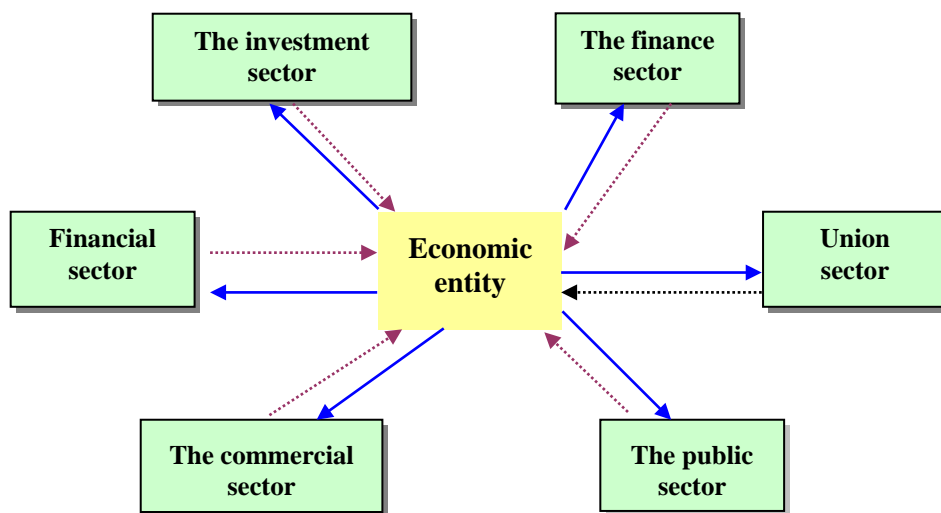 The investment
sector
The finance
sector
Financial
sector
Economic
entity
Union
sector
The commercial
sector
The public
sector